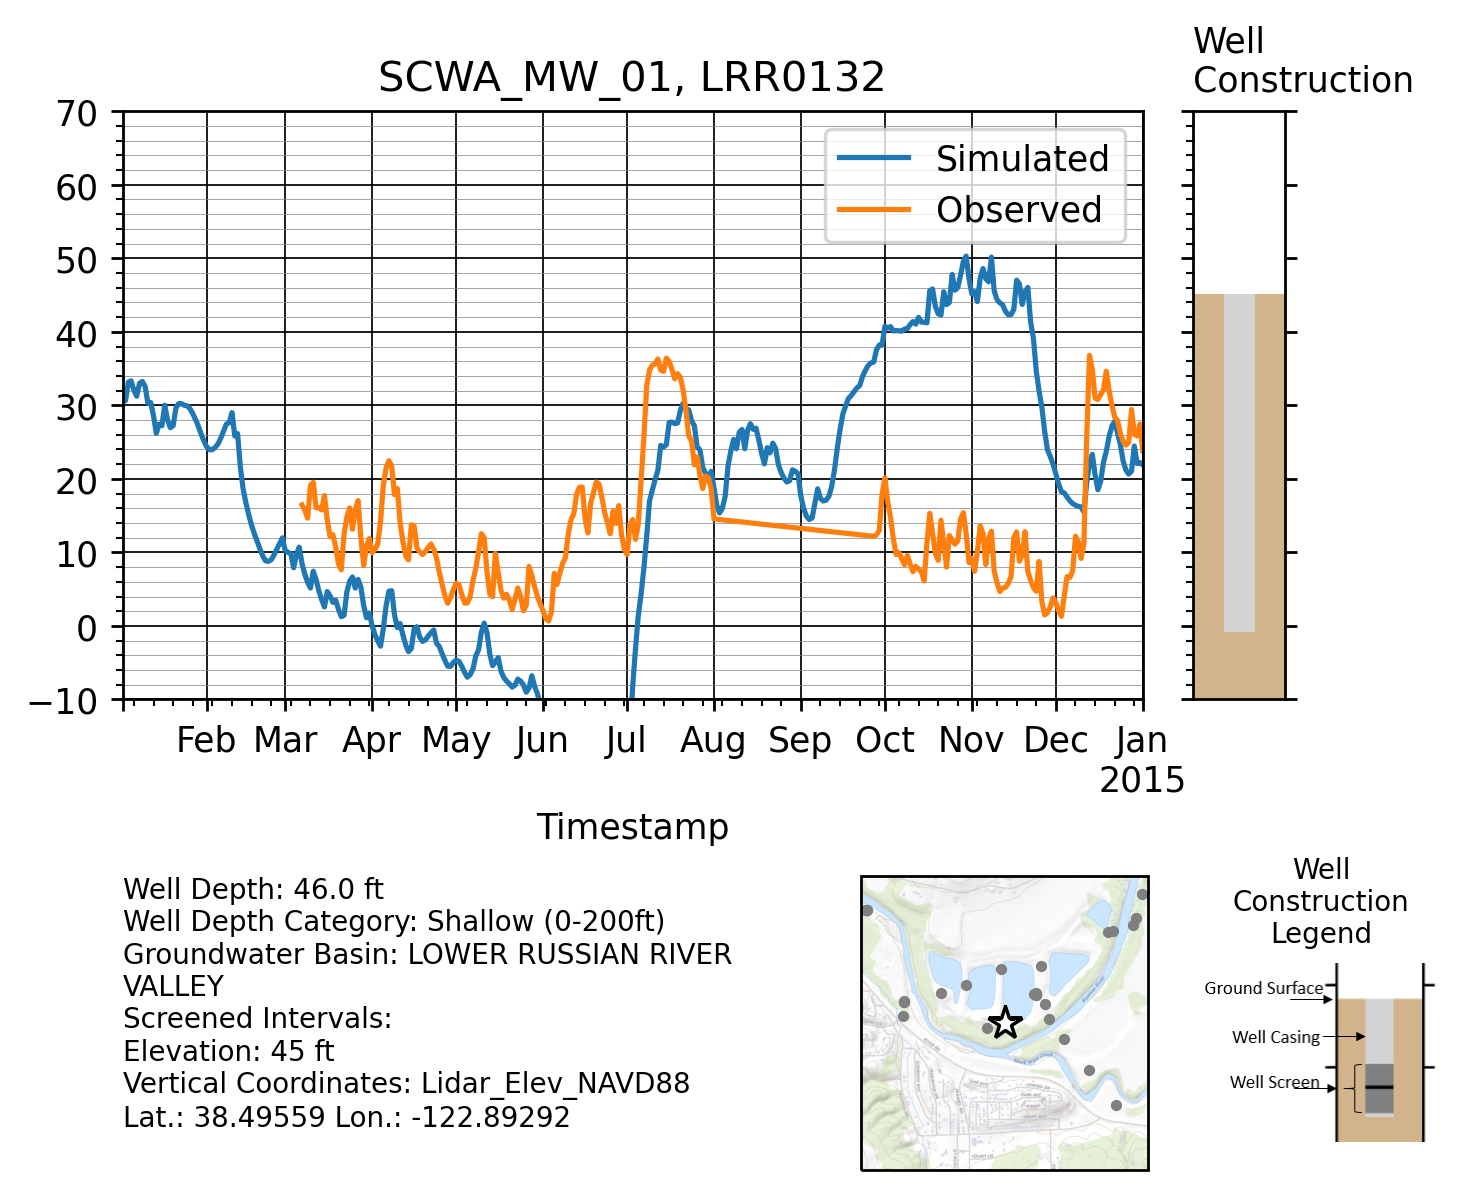 Well
Construction
SCWA_MW_01, LRR0132
70
60
50
40
30
20
10
0
−10
Simulated
Observed
Feb Mar Apr May Jun Jul Aug Sep Oct Nov Dec Jan
2015
Timestamp
Well Depth: 46.0 ft
Well Depth Category: Shallow (0-200ft)
Groundwater Basin: LOWER RUSSIAN RIVER
VALLEY
Screened Intervals:
Elevation: 45 ft
Vertical Coordinates: Lidar_Elev_NAVD88
Lat.: 38.49559 Lon.: -122.89292
Well
Construction
Legend
Ground Surface
Well Casing
Well Screen